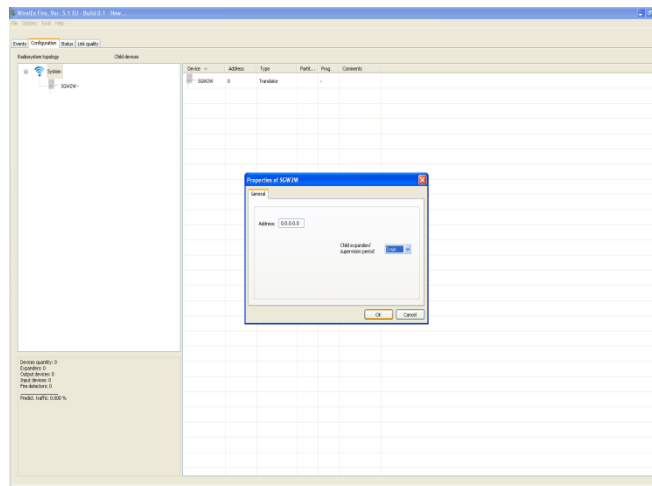 WireEx Fire, Ver. 5.1 (U - Build 0.1 - New...
File Options Tools Help
Events Configuration Status Link quality
Radiosystem topology Child devices
System
SGW2W -
Device Address Type Partit... Prog. Comments
SGW2W 0 Translator -
Properties of SGW2W
General
Address: 0.0.0.0.0
Child expanders'
supervision period
OK Cancel
Devices quantity: 0
Expanders: 0
Output devices: 0
Input devices: 0
Fire detectors: 0
Predict. traffic: 0.000 %